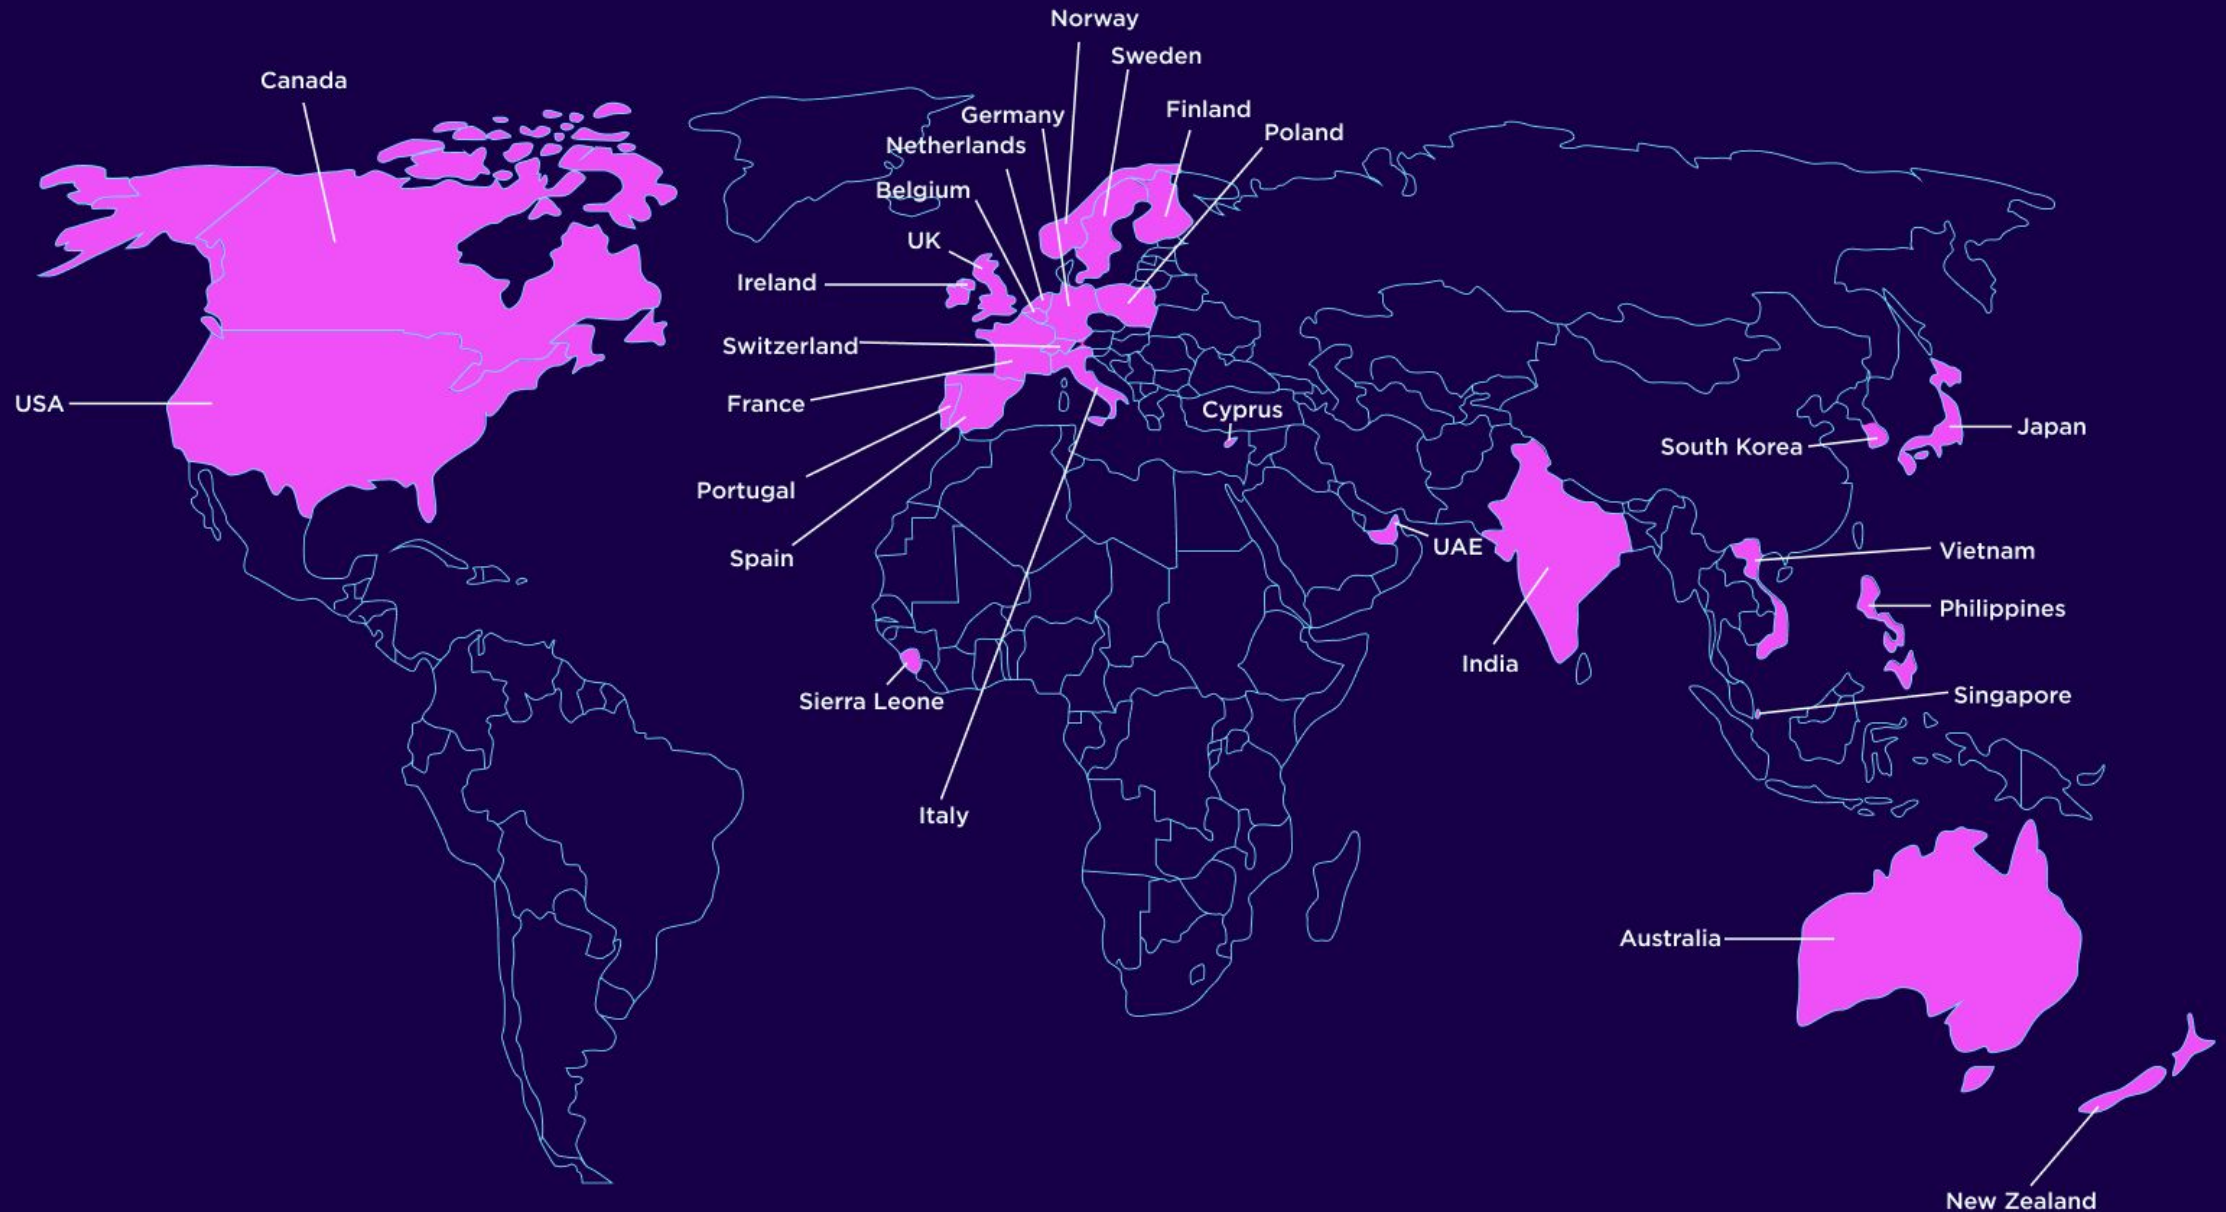 Norway
Sweden
Canada
Finland
Germany
Poland
Netherlands
Belgium
UK
Ireland
Switzerland
USA
France
Cyprus
Japan
South Korea
Portugal
UAE
Vietnam
Spain
Philippines
India
Singapore
Sierra Leone
Italy
Australia
New Zealand